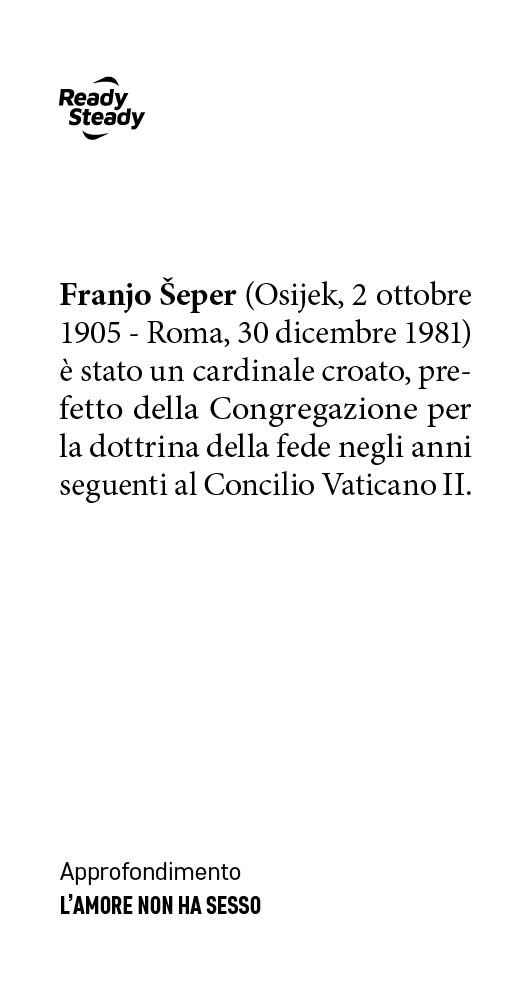 Ready
Steady
Franjo Šeper (Osijek, 2 ottobre
1905 - Roma, 30 dicembre 1981)
è stato un cardinale croato, pre-
fetto della Congregazione per
la dottrina della fede negli anni
seguenti al Concilio Vaticano II.
Approfondimento
L'AMORE NON HA SESSO